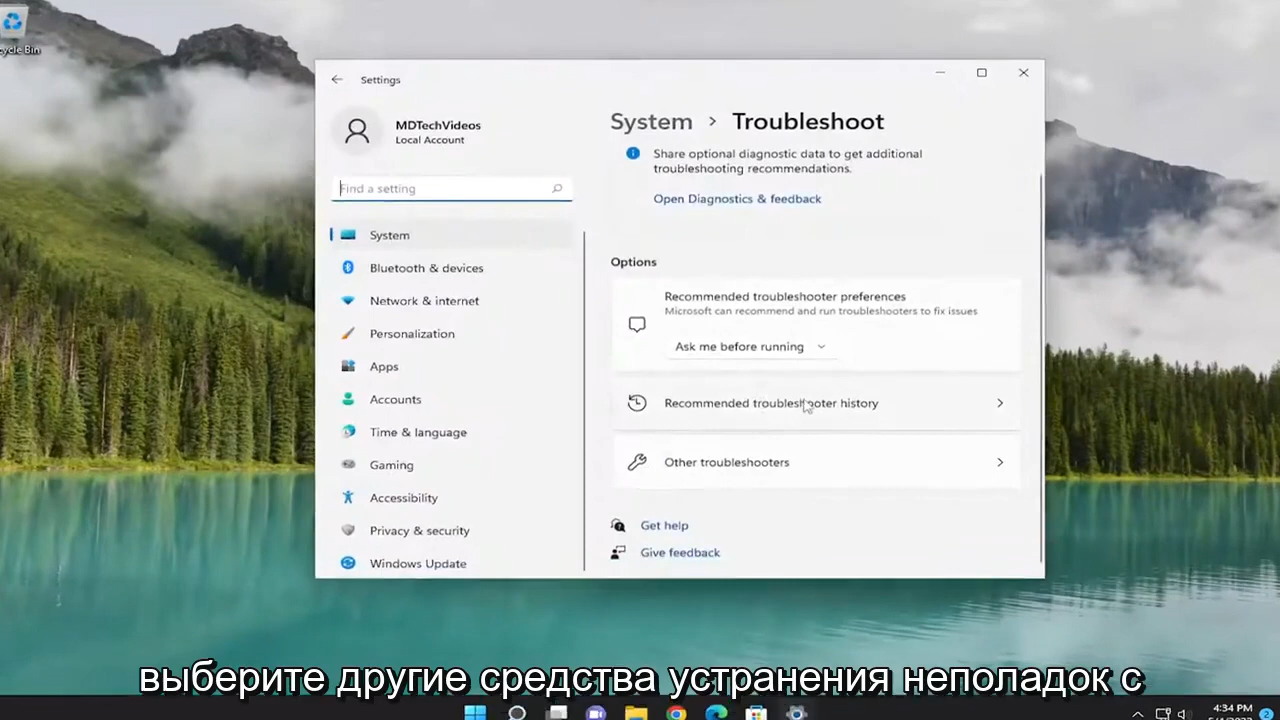 Settings
MDTechVideos
Local Account
Find a setting
System
Bluetooth & devices
Network & internet
Personalization
Apps
Accounts
Time & language
Gaming
Accessibility
Privacy & security
Windows Update
System > Troubleshoot
Share optional diagnostic data to get additional
troubleshooting recommendations.
Open Diagnostics & feedback
Options
Recommended troubleshooter preferences
Microsoft can recommend and run troubleshooters to fix issues
Ask me before running
Recommended troubleshooter history
Other troubleshooters
Get help
Give feedback
выберите другие средства устранения неполадок с
4:34 PM